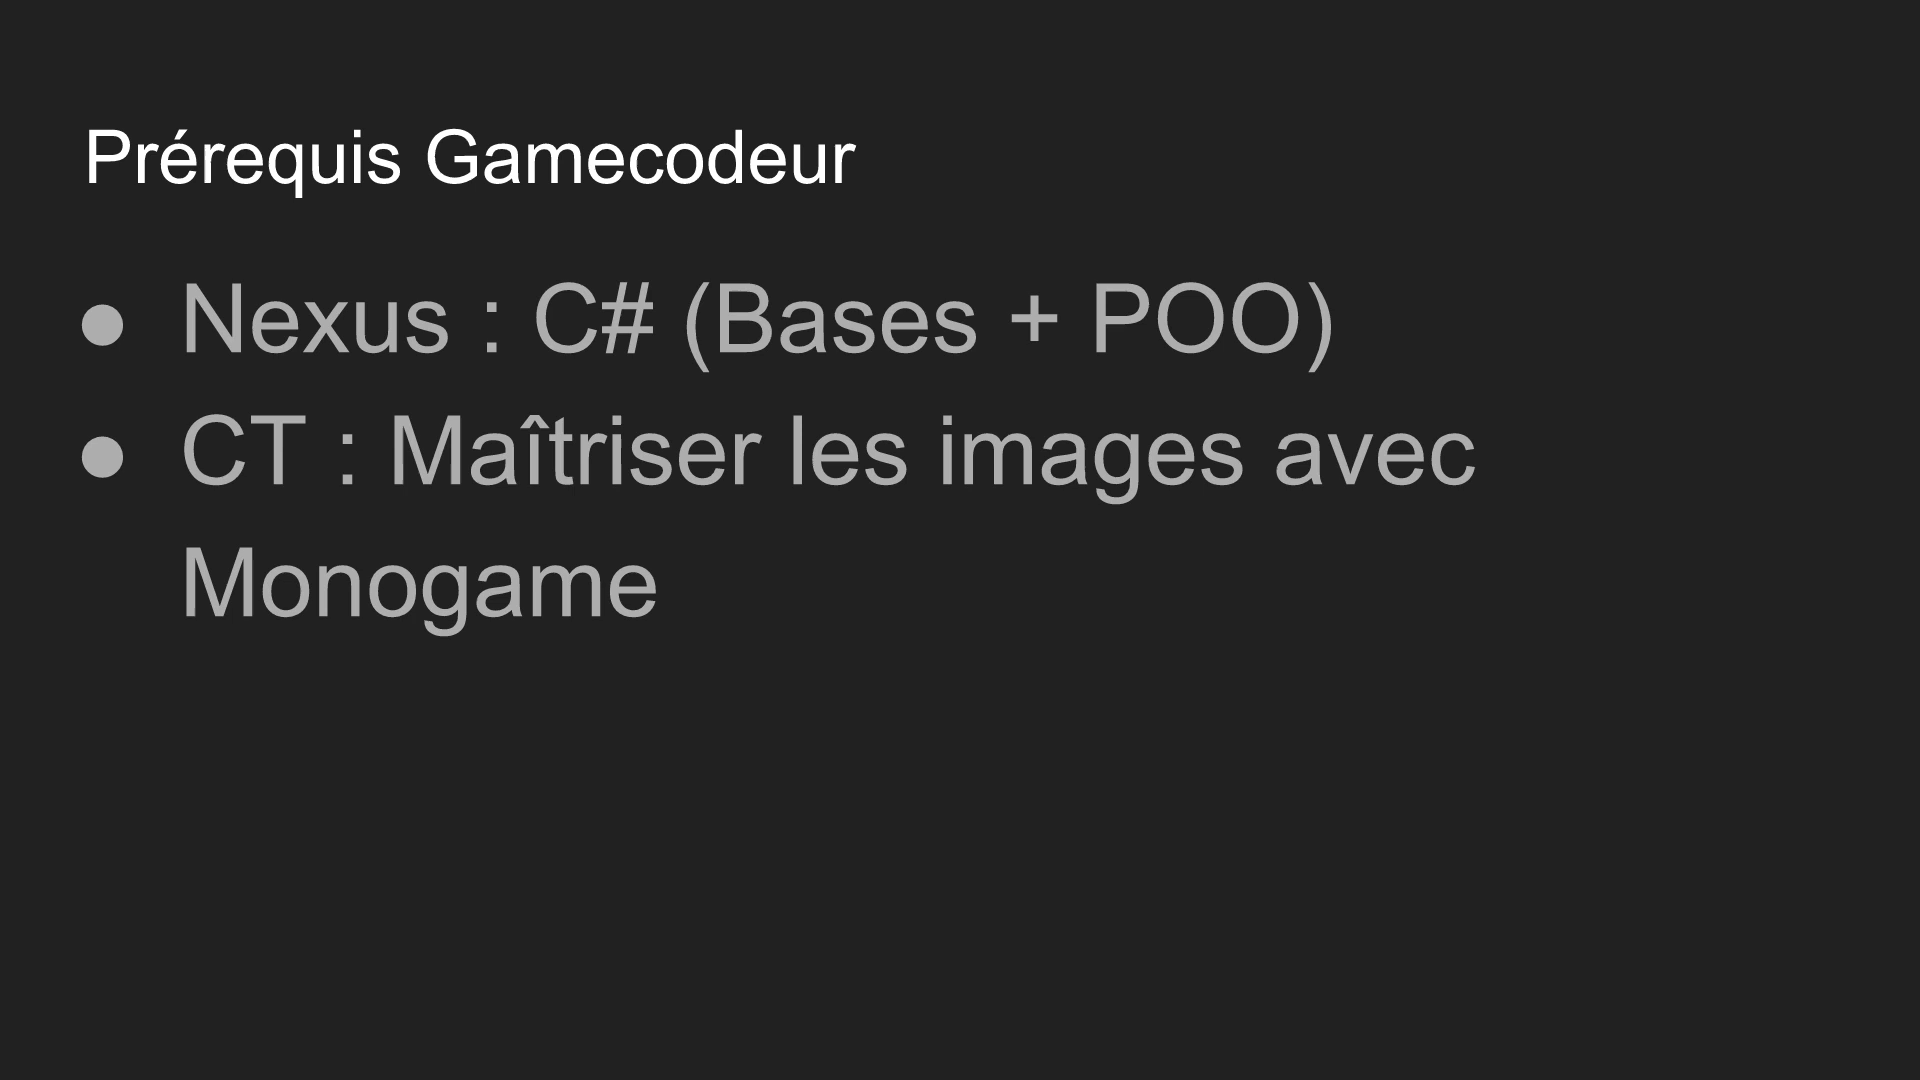 Prérequis Gamecodeur
● Nexus : C# (Bases + POO)
● CT : Maîtriser les images avec
Monogame